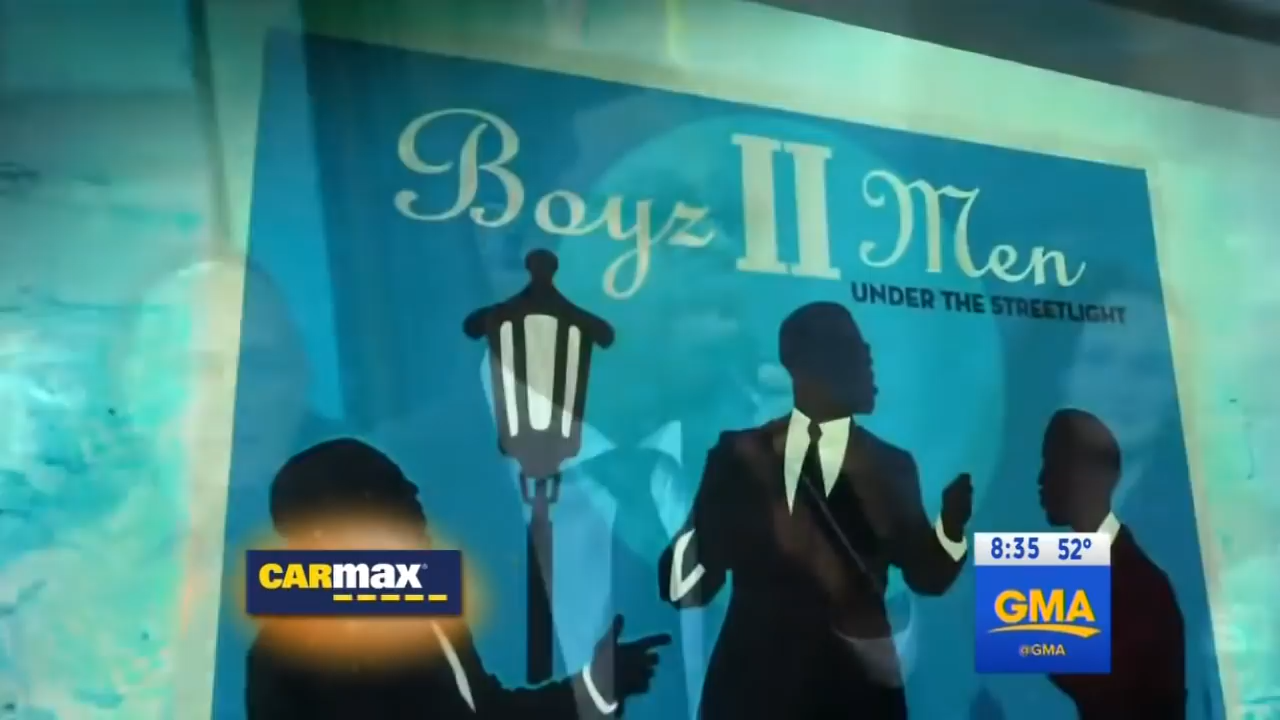 Boyz II Men
UNDER THE STREETLIGHT
CARmax
8:35 52°
GMA
@GMA